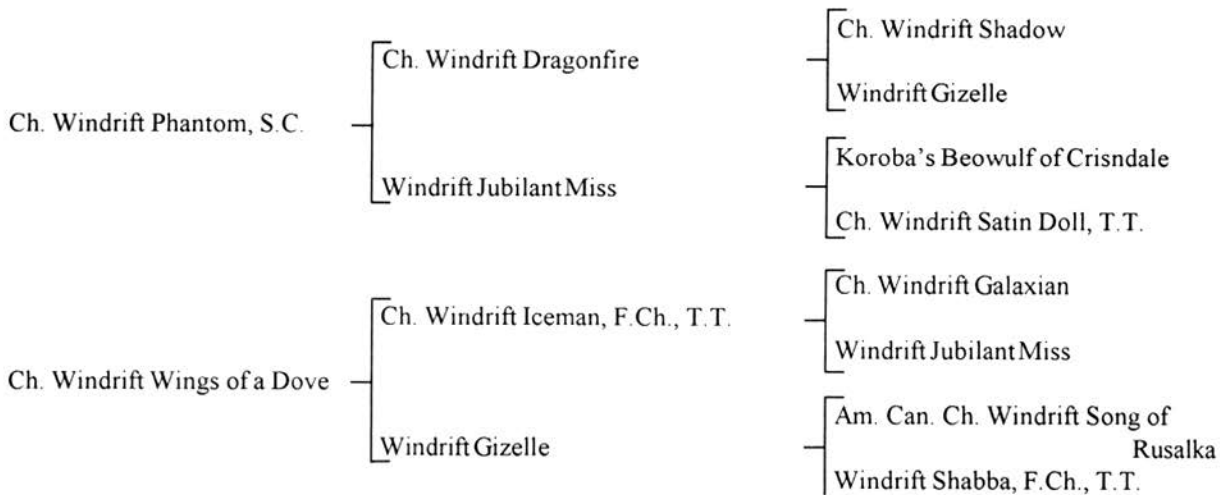 Ch. Windrift Shadow
Ch. Windrift Dragonfire
Windrift Gizelle
Ch. Windrift Phantom, S.C.
Koroba's Beowulf of Crisndale
Windrift Jubilant Miss
Ch. Windrift Satin Doll, T.T.
Ch. Windrift Galaxian
Ch. Windrift Iceman, F.Ch., T.T.
Windrift Jubilant Miss
Ch. Windrift Wings of a Dove
Am. Can. Ch. Windrift Song of
Rusalka
Windrift Gizelle
Windrift Shabba, F.Ch., T.T.